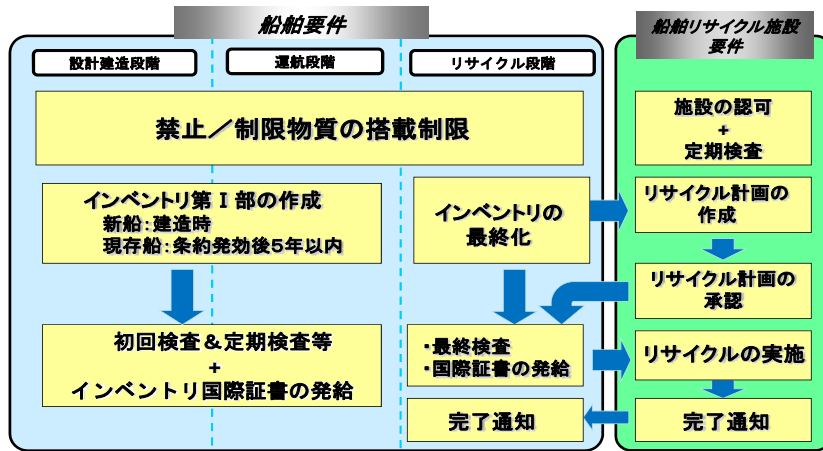 船舶要件
設計建造段階
運航段階
リサイクル段階
禁止／制限物質の搭載制限
インベントリ第Ⅰ部の作成
新船：建造時
現存船：条約発効後5年以内
インベントリの
最終化
初回検査＆定期検査等
+
インベントリ国際証書の発給
・最終検査
・国際証書の発給
完了通知
船舶リサイクル施設
要件
施設の認可
+
定期検査
リサイクル計画の
作成
リサイクル計画の
承認
リサイクルの実施
完了通知